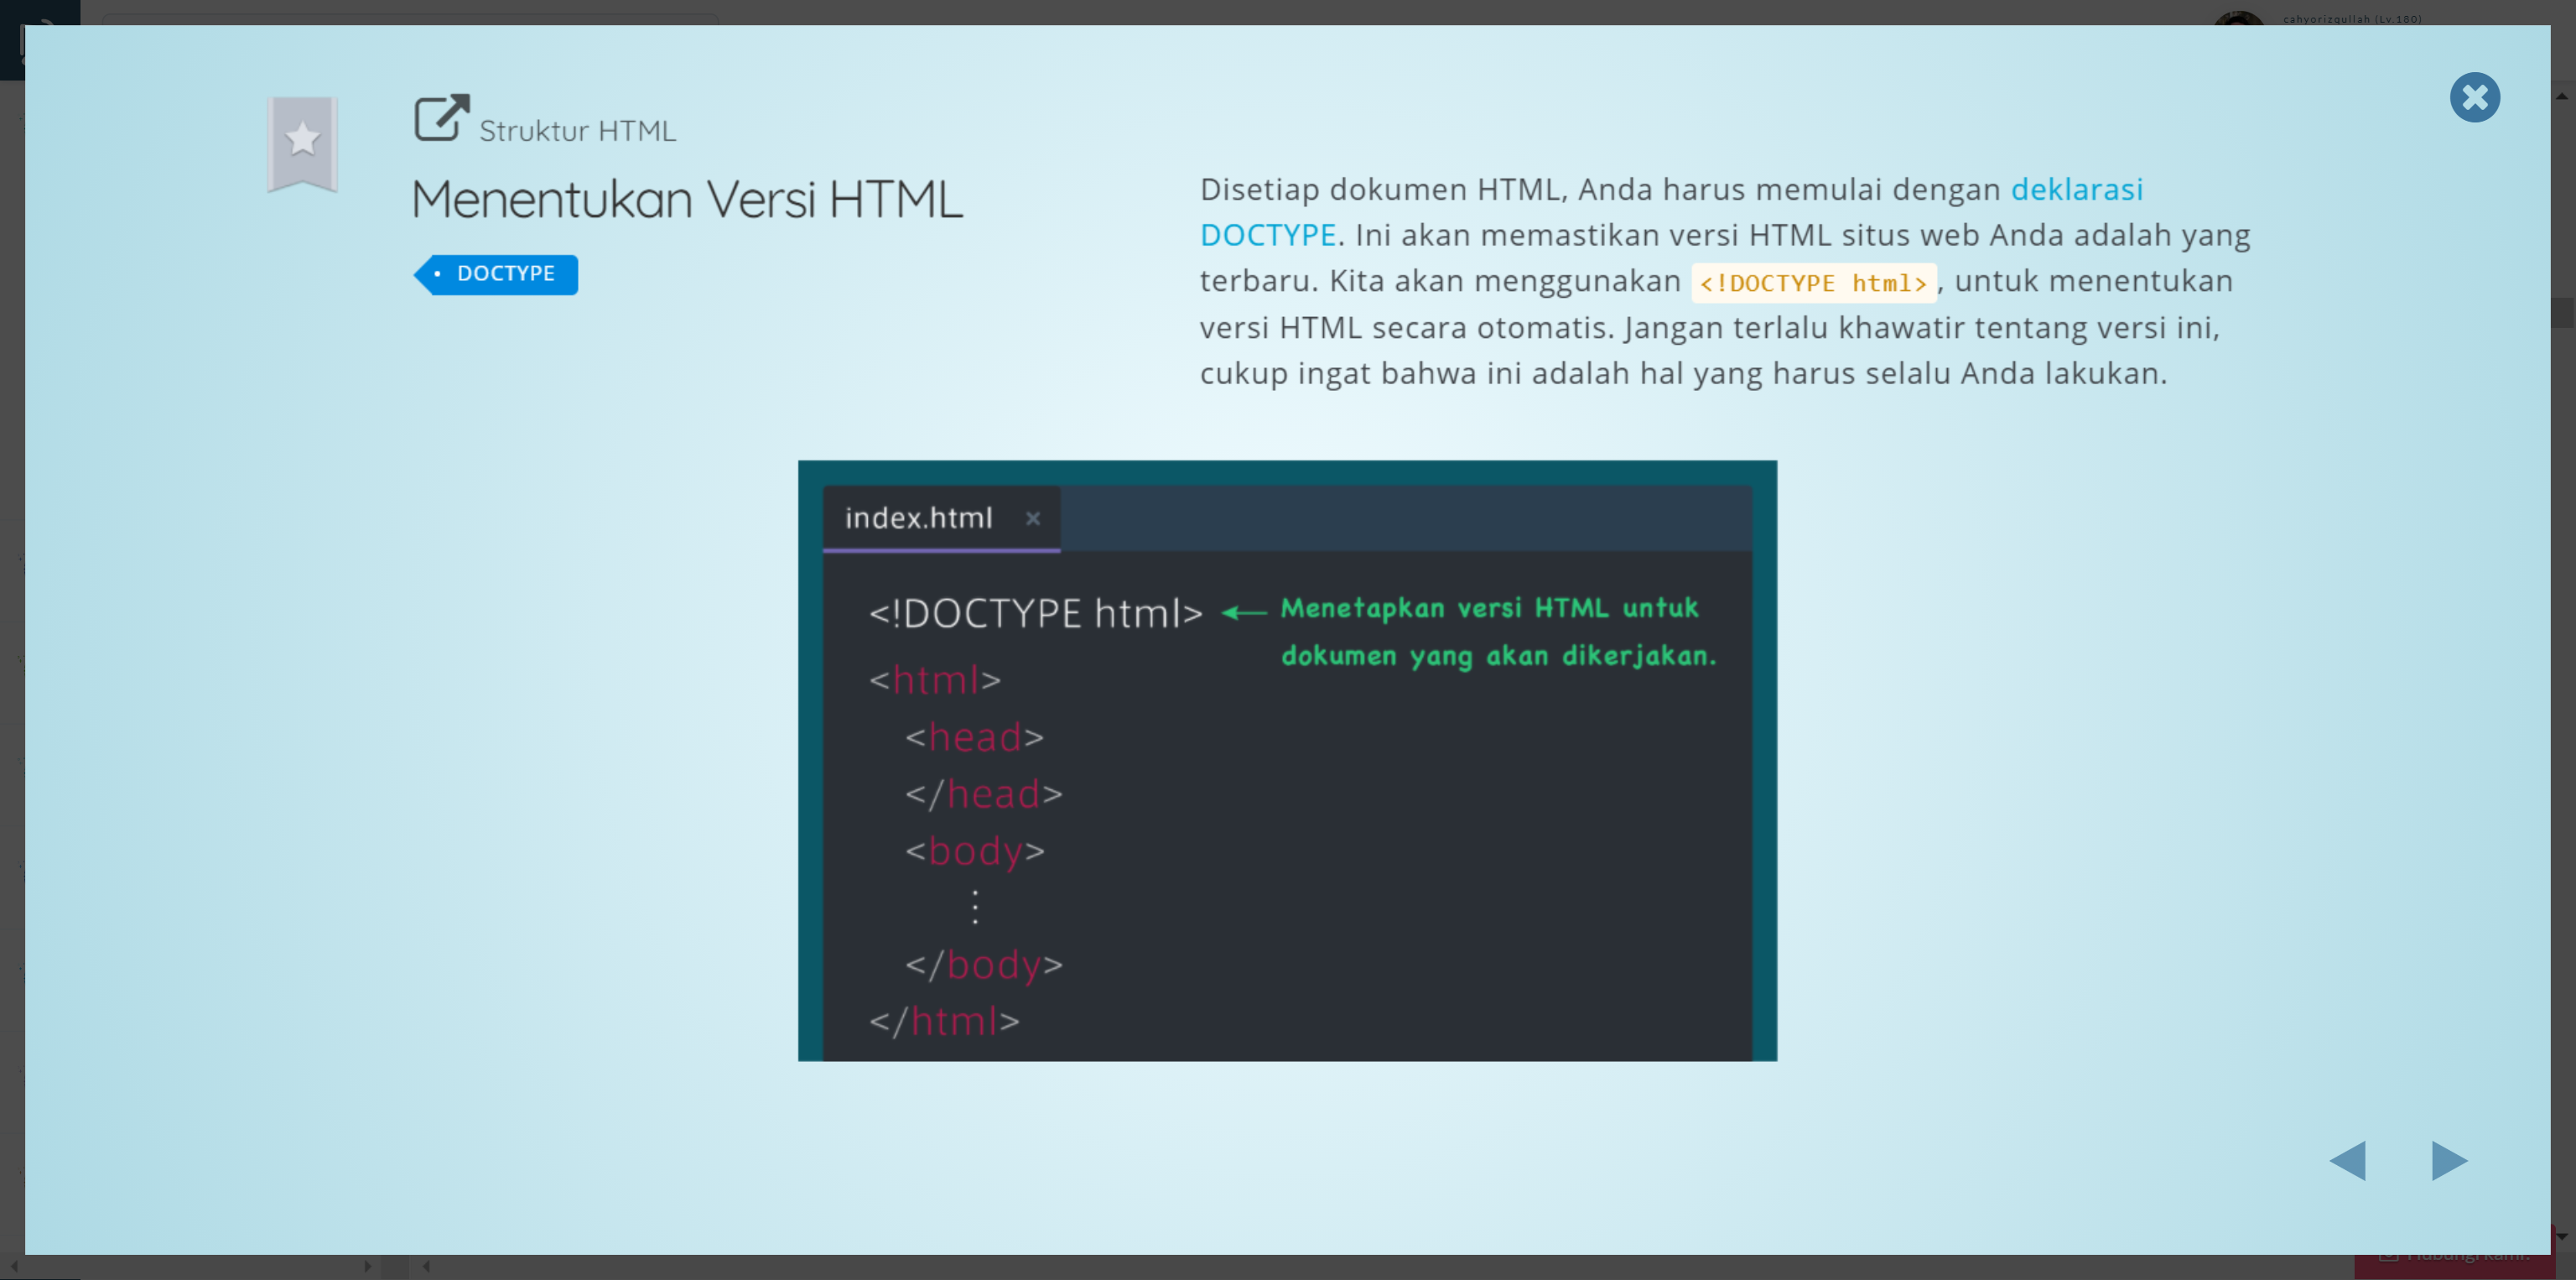 cahyorizqullah (Lv.180)
Struktur HTML
Menentukan Versi HTML
DOCTYPE
Disetiap dokumen HTML, Anda harus memulai dengan deklarasi
DOCTYPE. Ini akan memastikan versi HTML situs web Anda adalah yang
terbaru. Kita akan menggunakan <!DOCTYPE html>, untuk menentukan
versi HTML secara otomatis. Jangan terlalu khawatir tentang versi ini,
cukup ingat bahwa ini adalah hal yang harus selalu Anda lakukan.
index.html
<!DOCTYPE html>
Menetapkan versi HTML untuk
dokumen yang akan dikerjakan.
<html>
<head>
</head>
<body>
</body>
</html>
Hubungi kami.